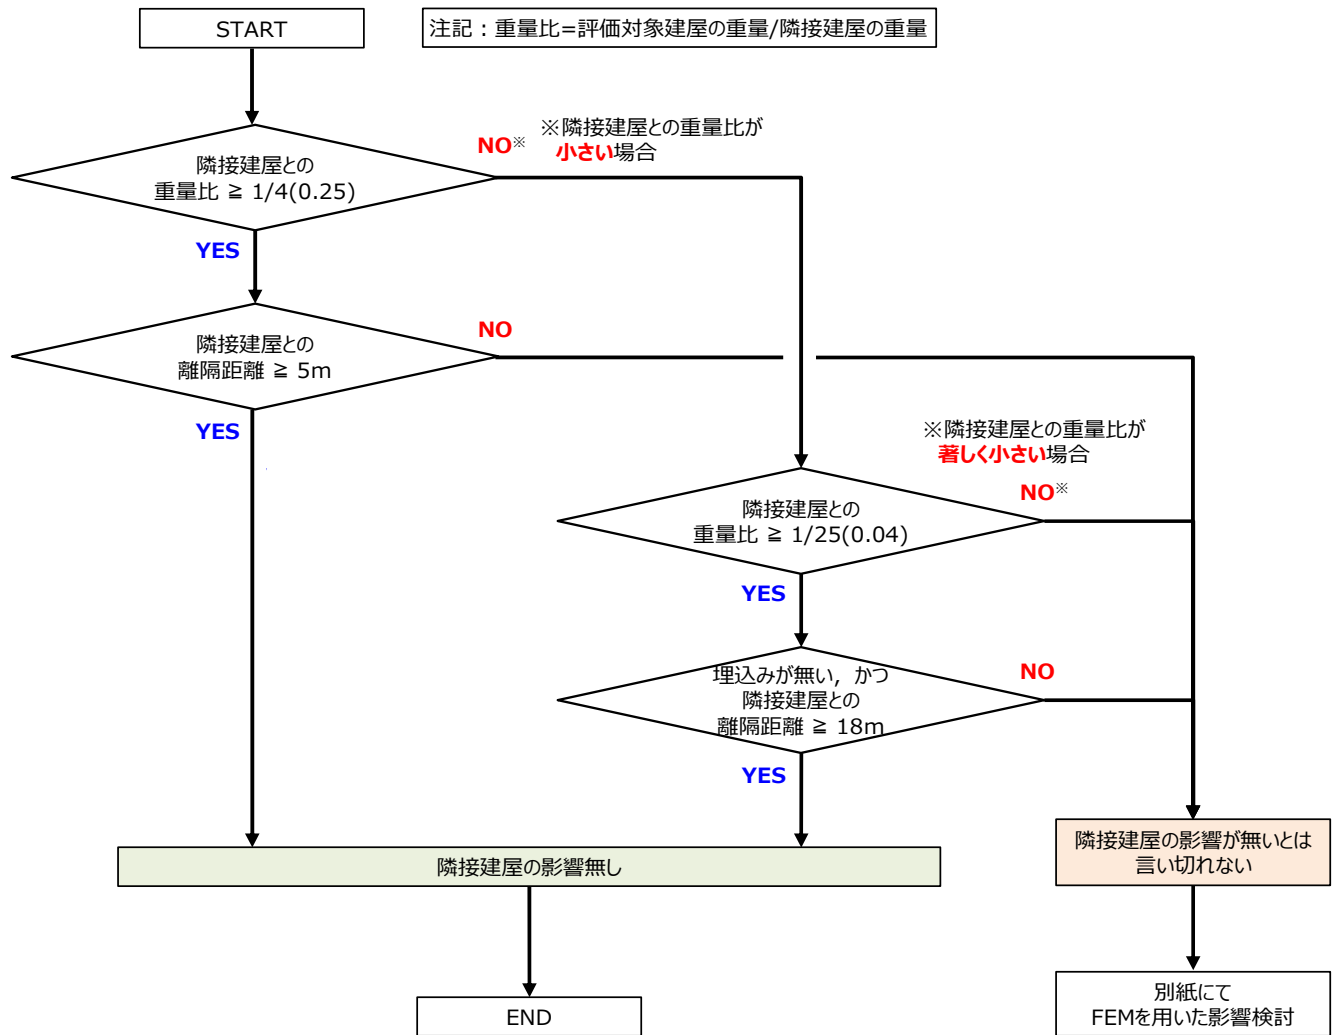 START
注記：重量比=評価対象建屋の重量/隣接建屋の重量
隣接建屋との
重量比 ≧ 1/4(0.25)
NO※
※隣接建屋との重量比が
小さい場合
YES
隣接建屋との
離隔距離 ≧ 5m
NO
YES
※隣接建屋との重量比が
著しく小さい場合
NO※
隣接建屋との
重量比 ≧ 1/25(0.04)
YES
埋込みが無い，かつ
隣接建屋との
離隔距離 ≧ 18m
NO
YES
隣接建屋の影響無し
隣接建屋の影響が無いとは
言い切れない
END
別紙にて
FEMを用いた影響検討